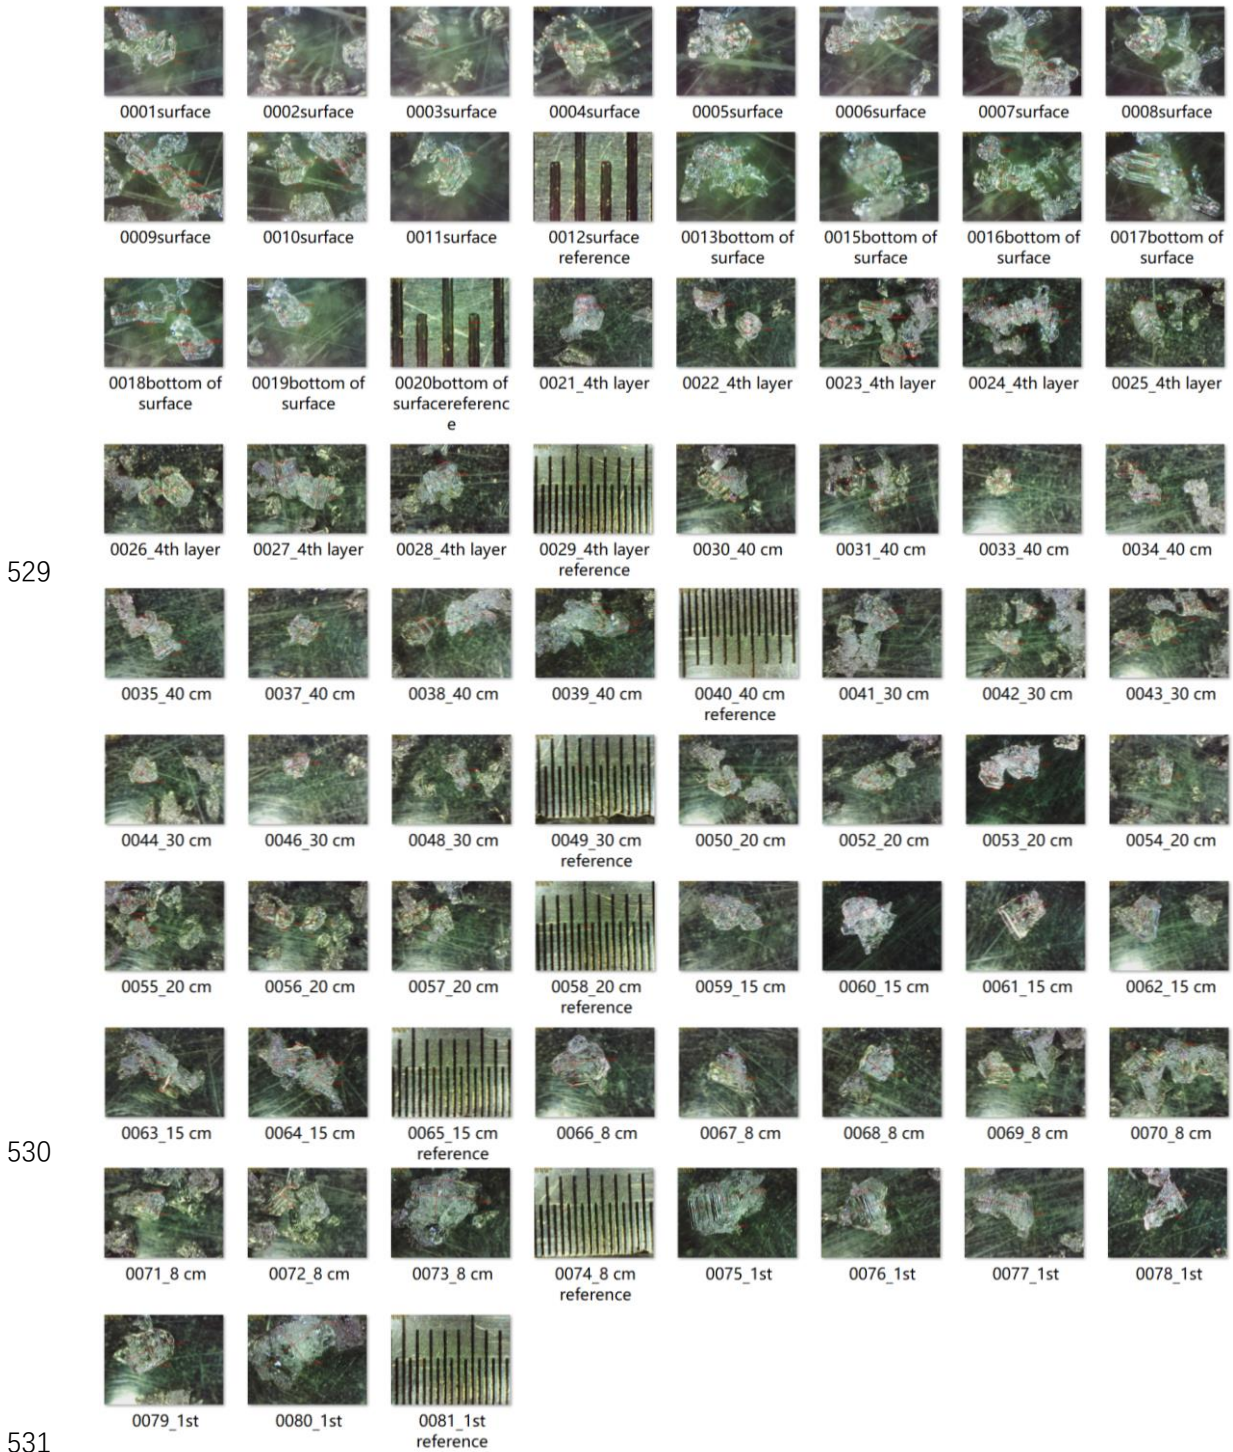 0001surface 0002surface 0003surface 0004surface 0005surface 0006surface 0007surface 0008surface
0009surface 0010surface 0011surface 0012surface reference 0013bottom of surface 0015bottom of surface 0016bottom of surface 0017bottom of surface
0018bottom of surface 0019bottom of surface 0020bottom of surfacereference 0021_4th layer 0022_4th layer 0023_4th layer 0024_4th layer 0025_4th layer
0026_4th layer 0027_4th layer 0028_4th layer 0029_4th layer reference 0030_40 cm 0031_40 cm 0033_40 cm 0034_40 cm
529
0035_40 cm 0037_40 cm 0038_40 cm 0039_40 cm 0040_40 cm reference 0041_30 cm 0042_30 cm 0043_30 cm
0044_30 cm 0046_30 cm 0048_30 cm 0049_30 cm reference 0050_20 cm 0052_20 cm 0053_20 cm 0054_20 cm
0055_20 cm 0056_20 cm 0057_20 cm 0058_20 cm reference 0059_15 cm 0060_15 cm 0061_15 cm 0062_15 cm
0063_15 cm 0064_15 cm 0065_15 cm reference 0066_8 cm 0067_8 cm 0068_8 cm 0069_8 cm 0070_8 cm
530
0071_8 cm 0072_8 cm 0073_8 cm 0074_8 cm reference 0075_1st 0076_1st 0077_1st 0078_1st
0079_1st 0080_1st 0081_1st reference
531